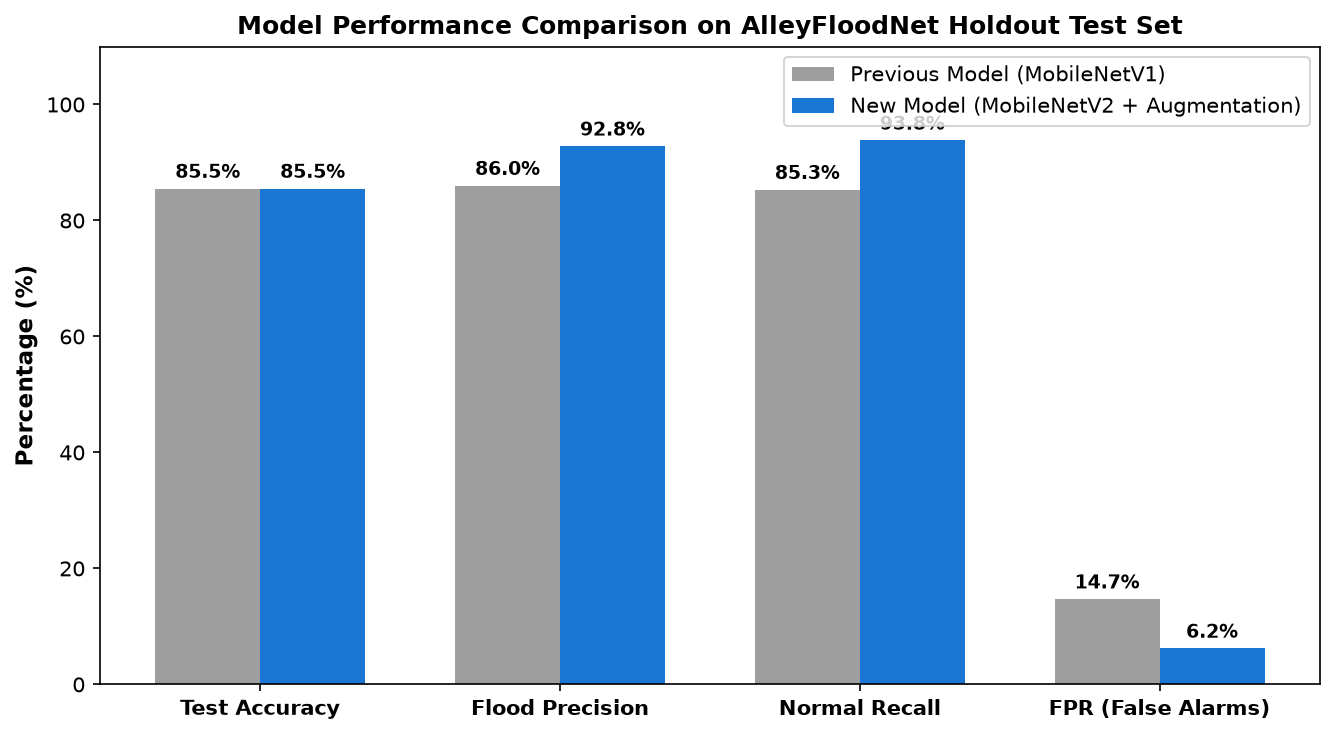 Model Performance Comparison on AlleyFloodNet Holdout Test Set
Previous Model (MobileNetV1)
New Model (MobileNetV2 + Augmentation)
Percentage (%)
100
80
60
40
20
0
85.5%
85.5%
86.0%
92.8%
85.3%
93.8%
14.7%
6.2%
Test Accuracy
Flood Precision
Normal Recall
FPR (False Alarms)